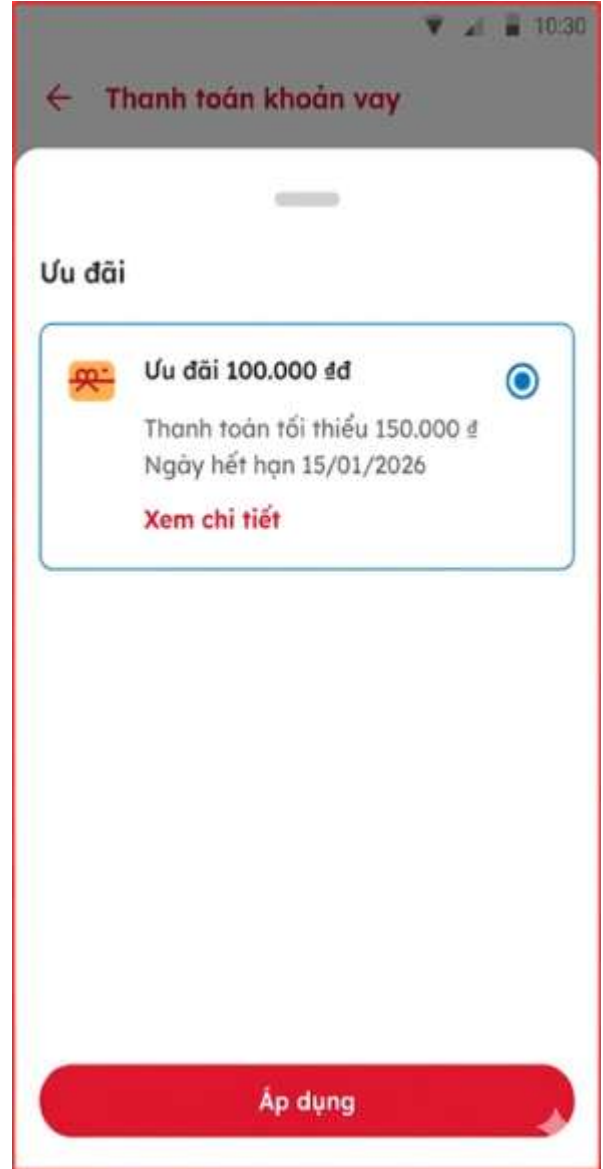 10:30
Thanh toán khoản vay
Ưu đãi
Ưu đãi 100.000 ₫đ
Thanh toán tối thiểu 150.000 ₫
Ngày hết hạn 15/01/2026
Xem chi tiết
Áp dụng